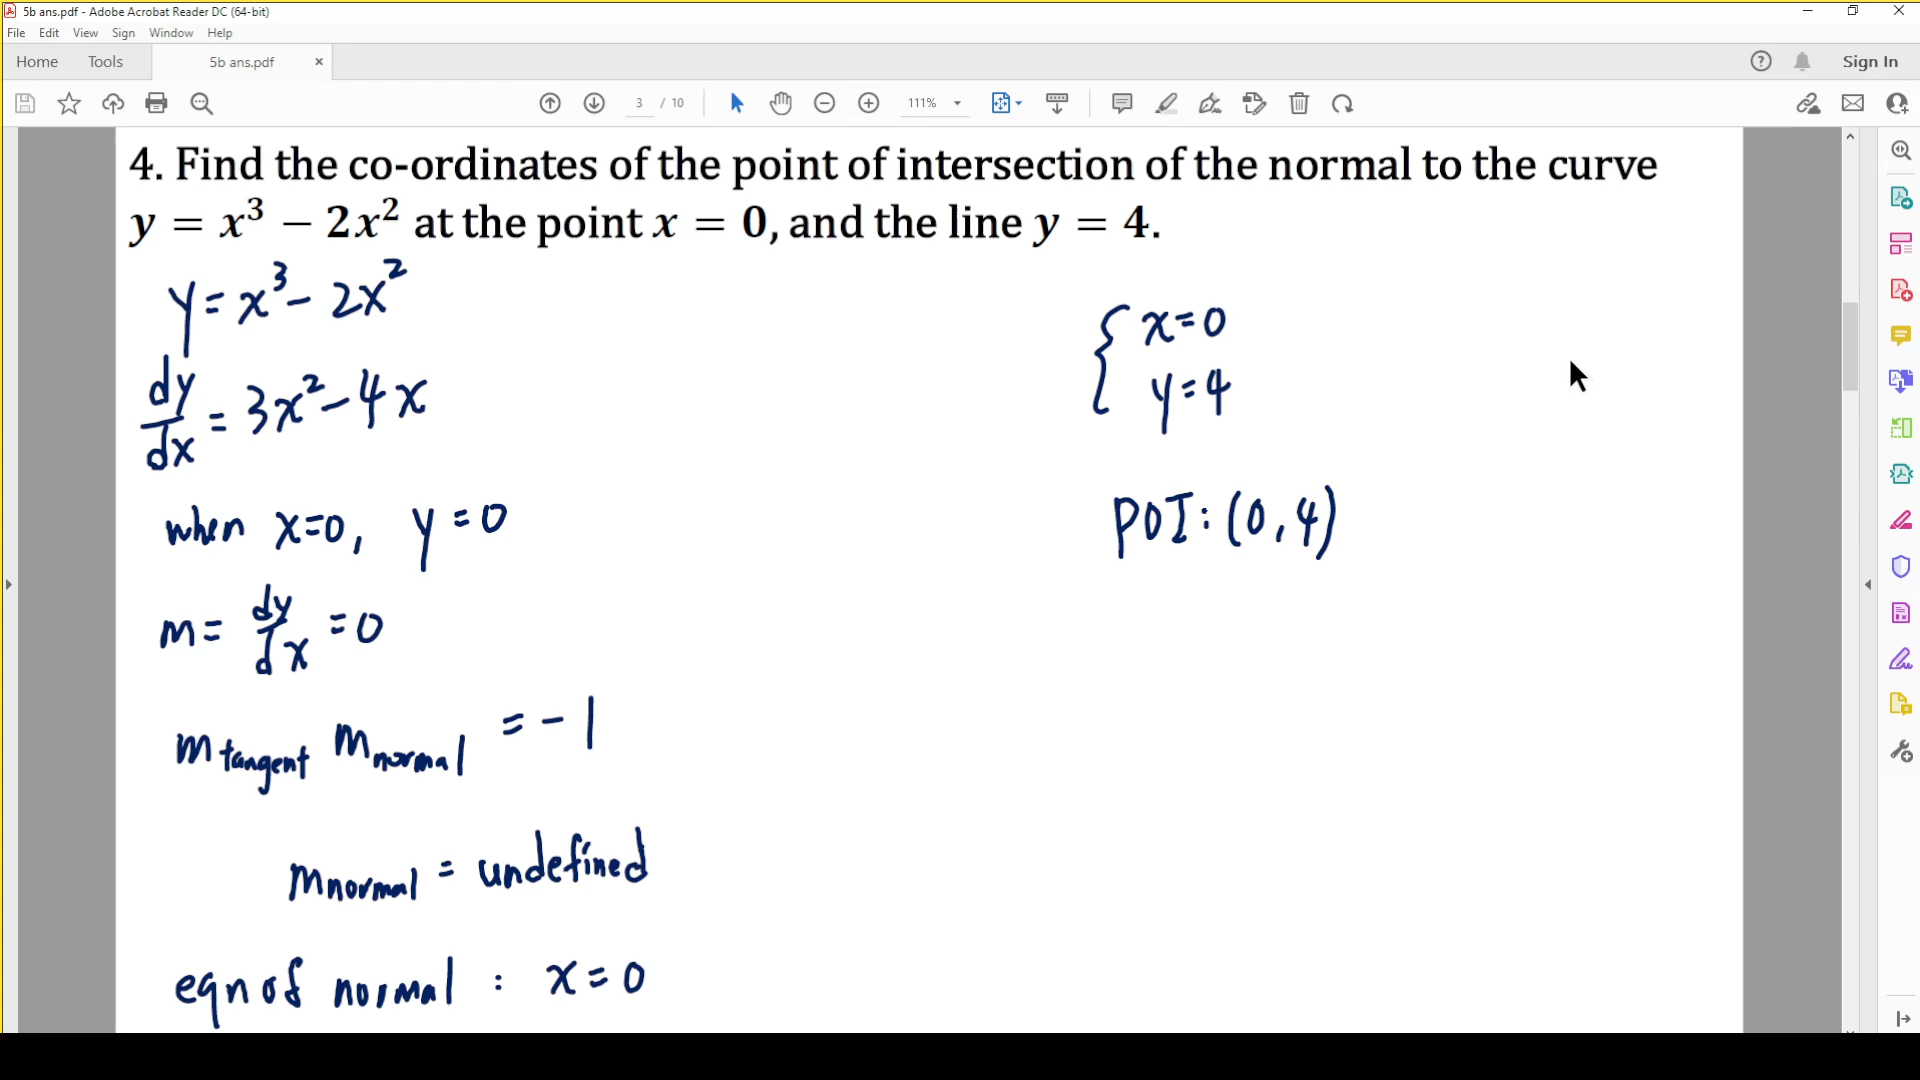 5b ans.pdf - Adobe Acrobat Reader DC (64-bit)
File Edit View Sign Window Help
Home Tools 5b ans.pdf × Sign In
3 / 10 111%
4. Find the co-ordinates of the point of intersection of the normal to the curve
y = x³ − 2x² at the point x = 0, and the line y = 4.
y = x³ - 2x²
dy/dx = 3x² - 4x
when x=0, y=0
m = dy/dx = 0
m tangent m normal = -1
m normal = undefined
eqn of normal : x=0
{ x=0
y=4
POI: (0,4)